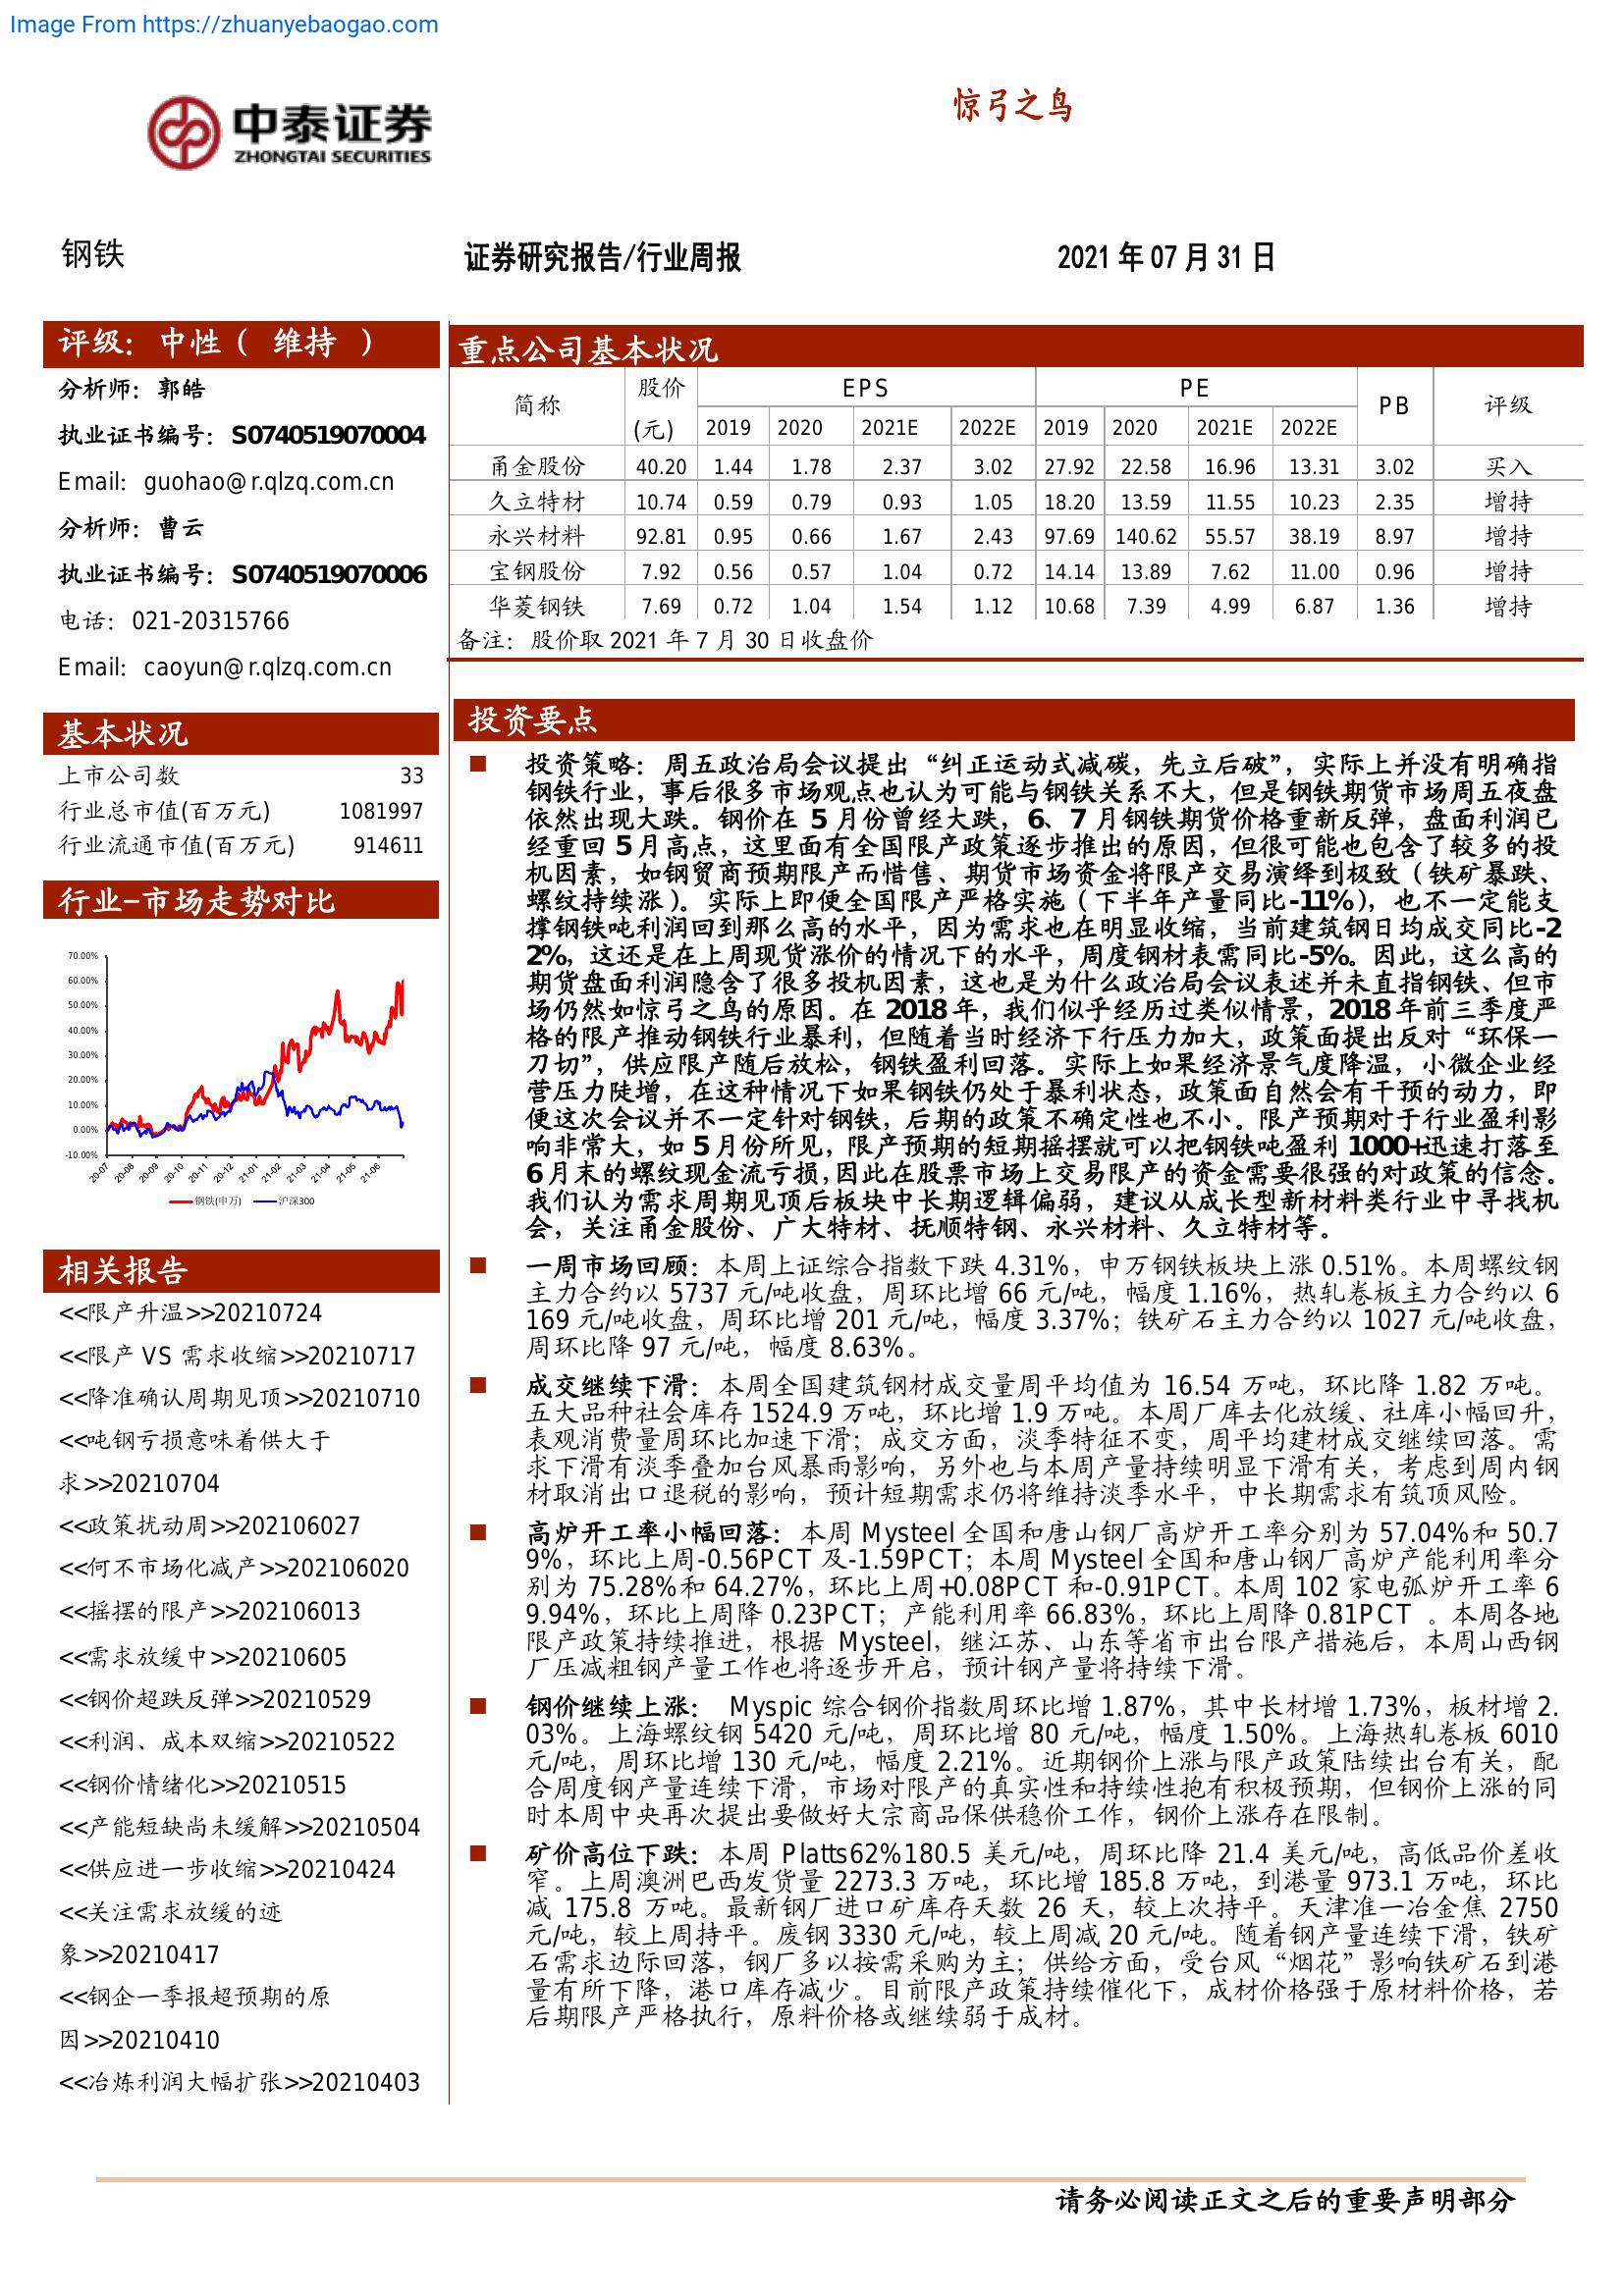 Image From https://zhuanyebaogao.com
惊弓之鸟
中泰证券
ZHONGTAI SECURITIES
钢铁
证券研究报告/行业周报
2021 年 07 月 31 日
评级：中性（ 维持 ）
分析师：郭皓
执业证书编号：S0740519070004
Email：guohao@r.qlzq.com.cn
分析师：曹云
执业证书编号：S0740519070006
电话：021-20315766
Email：caoyun@r.qlzq.com.cn
基本状况
上市公司数 33
行业总市值(百万元) 1081997
行业流通市值(百万元) 914611
行业-市场走势对比
70.00%
60.00%
50.00%
40.00%
30.00%
20.00%
10.00%
0.00%
-10.00%
20-07 20-08 20-09 20-10 20-11 20-12 21-01 21-02 21-03 21-04 21-05 21-06
钢铁(申万) 沪深300
相关报告
<<限产升温>>20210724
<<限产 VS 需求收缩>>20210717
<<降准确认周期见顶>>20210710
<<吨钢亏损意味着供大于
求>>20210704
<<政策扰动周>>202106027
<<何不市场化减产>>202106020
<<摇摆的限产>>202106013
<<需求放缓中>>20210605
<<钢价超跌反弹>>20210529
<<利润、成本双缩>>20210522
<<钢价情绪化>>20210515
<<产能短缺尚未缓解>>20210504
<<供应进一步收缩>>20210424
<<关注需求放缓的迹
象>>20210417
<<钢企一季报超预期的原
因>>20210410
<<冶炼利润大幅扩张>>20210403
重点公司基本状况
简称 股价 EPS PE PB 评级
(元) 2019 2020 2021E 2022E 2019 2020 2021E 2022E
甬金股份 40.20 1.44 1.78 2.37 3.02 27.92 22.58 16.96 13.31 3.02 买入
久立特材 10.74 0.59 0.79 0.93 1.05 18.20 13.59 11.55 10.23 2.35 增持
永兴材料 92.81 0.95 0.66 1.67 2.43 97.69 140.62 55.57 38.19 8.97 增持
宝钢股份 7.92 0.56 0.57 1.04 0.72 14.14 13.89 7.62 11.00 0.96 增持
华菱钢铁 7.69 0.72 1.04 1.54 1.12 10.68 7.39 4.99 6.87 1.36 增持
备注：股价取 2021 年 7 月 30 日收盘价
投资要点
■ 投资策略：周五政治局会议提出“纠正运动式减碳，先立后破”，实际上并没有明确指
钢铁行业，事后很多市场观点也认为可能与钢铁关系不大，但是钢铁期货市场周五夜盘
依然出现大跌。钢价在 5 月份曾经大跌，6、7 月钢铁期货价格重新反弹，盘面利润已
经重回 5 月高点，这里面有全国限产政策逐步推出的原因，但很可能也包含了较多的投
机因素，如钢贸商预期限产而惜售、期货市场资金将限产交易演绎到极致（铁矿暴跌、
螺纹持续涨）。实际上即便全国限产严格实施（下半年产量同比-11%），也不一定能支
撑钢铁吨利润回到那么高的水平，因为需求也在明显收缩，当前建筑钢日均成交同比-2
2%，这还是在上周现货涨价的情况下的水平，周度钢材表需同比-5%。因此，这么高的
期货盘面利润隐含了很多投机因素，这也是为什么政治局会议表述并未直指钢铁、但市
场仍然如惊弓之鸟的原因。在 2018 年，我们似乎经历过类似情景，2018 年前三季度严
格的限产推动钢铁行业暴利，但随着当时经济下行压力加大，政策面提出反对“环保一
刀切”，供应限产随后放松，钢铁盈利回落。实际上如果经济景气度降温，小微企业经
营压力陡增，在这种情况下如果钢铁仍处于暴利状态，政策面自然会有干预的动力，即
便这次会议并不一定针对钢铁，后期的政策不确定性也不小。限产预期对于行业盈利影
响非常大，如 5 月份所见，限产预期的短期摇摆就可以把钢铁吨盈利 1000+迅速打落至
6 月末的螺纹现金流亏损，因此在股票市场上交易限产的资金需要很强的对政策的信念。
我们认为需求周期见顶后板块中长期逻辑偏弱，建议从成长型新材料类行业中寻找机
会，关注甬金股份、广大特材、抚顺特钢、永兴材料、久立特材等。
■ 一周市场回顾：本周上证综合指数下跌 4.31%，申万钢铁板块上涨 0.51%。本周螺纹钢
主力合约以 5737 元/吨收盘，周环比增 66 元/吨，幅度 1.16%，热轧卷板主力合约以 6
169 元/吨收盘，周环比增 201 元/吨，幅度 3.37%；铁矿石主力合约以 1027 元/吨收盘，
周环比降 97 元/吨，幅度 8.63%。
■ 成交继续下滑：本周全国建筑钢材成交量周平均值为 16.54 万吨，环比降 1.82 万吨。
五大品种社会库存 1524.9 万吨，环比增 1.9 万吨。本周厂库去化放缓、社库小幅回升，
表观消费量周环比加速下滑；成交方面，淡季特征不变，周平均建材成交继续回落。需
求下滑有淡季叠加台风暴雨影响，另外也与本周产量持续明显下滑有关，考虑到周内钢
材取消出口退税的影响，预计短期需求仍将维持淡季水平，中长期需求有筑顶风险。
■ 高炉开工率小幅回落：本周 Mysteel 全国和唐山钢厂高炉开工率分别为 57.04%和 50.7
9%，环比上周-0.56PCT 及-1.59PCT；本周 Mysteel 全国和唐山钢厂高炉产能利用率分
别为 75.28%和 64.27%，环比上周+0.08PCT 和-0.91PCT。本周 102 家电弧炉开工率 6
9.94%，环比上周降 0.23PCT；产能利用率 66.83%，环比上周降 0.81PCT 。本周各地
限产政策持续推进，根据 Mysteel，继江苏、山东等省市出台限产措施后，本周山西钢
厂压减粗钢产量工作也将逐步开启，预计钢产量将持续下滑。
■ 钢价继续上涨： Myspic 综合钢价指数周环比增 1.87%，其中长材增 1.73%，板材增 2.
03%。上海螺纹钢 5420 元/吨，周环比增 80 元/吨，幅度 1.50%。上海热轧卷板 6010
元/吨，周环比增 130 元/吨，幅度 2.21%。近期钢价上涨与限产政策陆续出台有关，配
合周度钢产量连续下滑，市场对限产的真实性和持续性抱有积极预期，但钢价上涨的同
时本周中央再次提出要做好大宗商品保供稳价工作，钢价上涨存在限制。
■ 矿价高位下跌：本周 Platts62%180.5 美元/吨，周环比降 21.4 美元/吨，高低品价差收
窄。上周澳洲巴西发货量 2273.3 万吨，环比增 185.8 万吨，到港量 973.1 万吨，环比
减 175.8 万吨。最新钢厂进口矿库存天数 26 天，较上次持平。天津准一冶金焦 2750
元/吨，较上周持平。废钢 3330 元/吨，较上周减 20 元/吨。随着钢产量连续下滑，铁矿
石需求边际回落，钢厂多以按需采购为主；供给方面，受台风“烟花”影响铁矿石到港
量有所下降，港口库存减少。目前限产政策持续催化下，成材价格强于原材料价格，若
后期限产严格执行，原料价格或继续弱于成材。
请务必阅读正文之后的重要声明部分